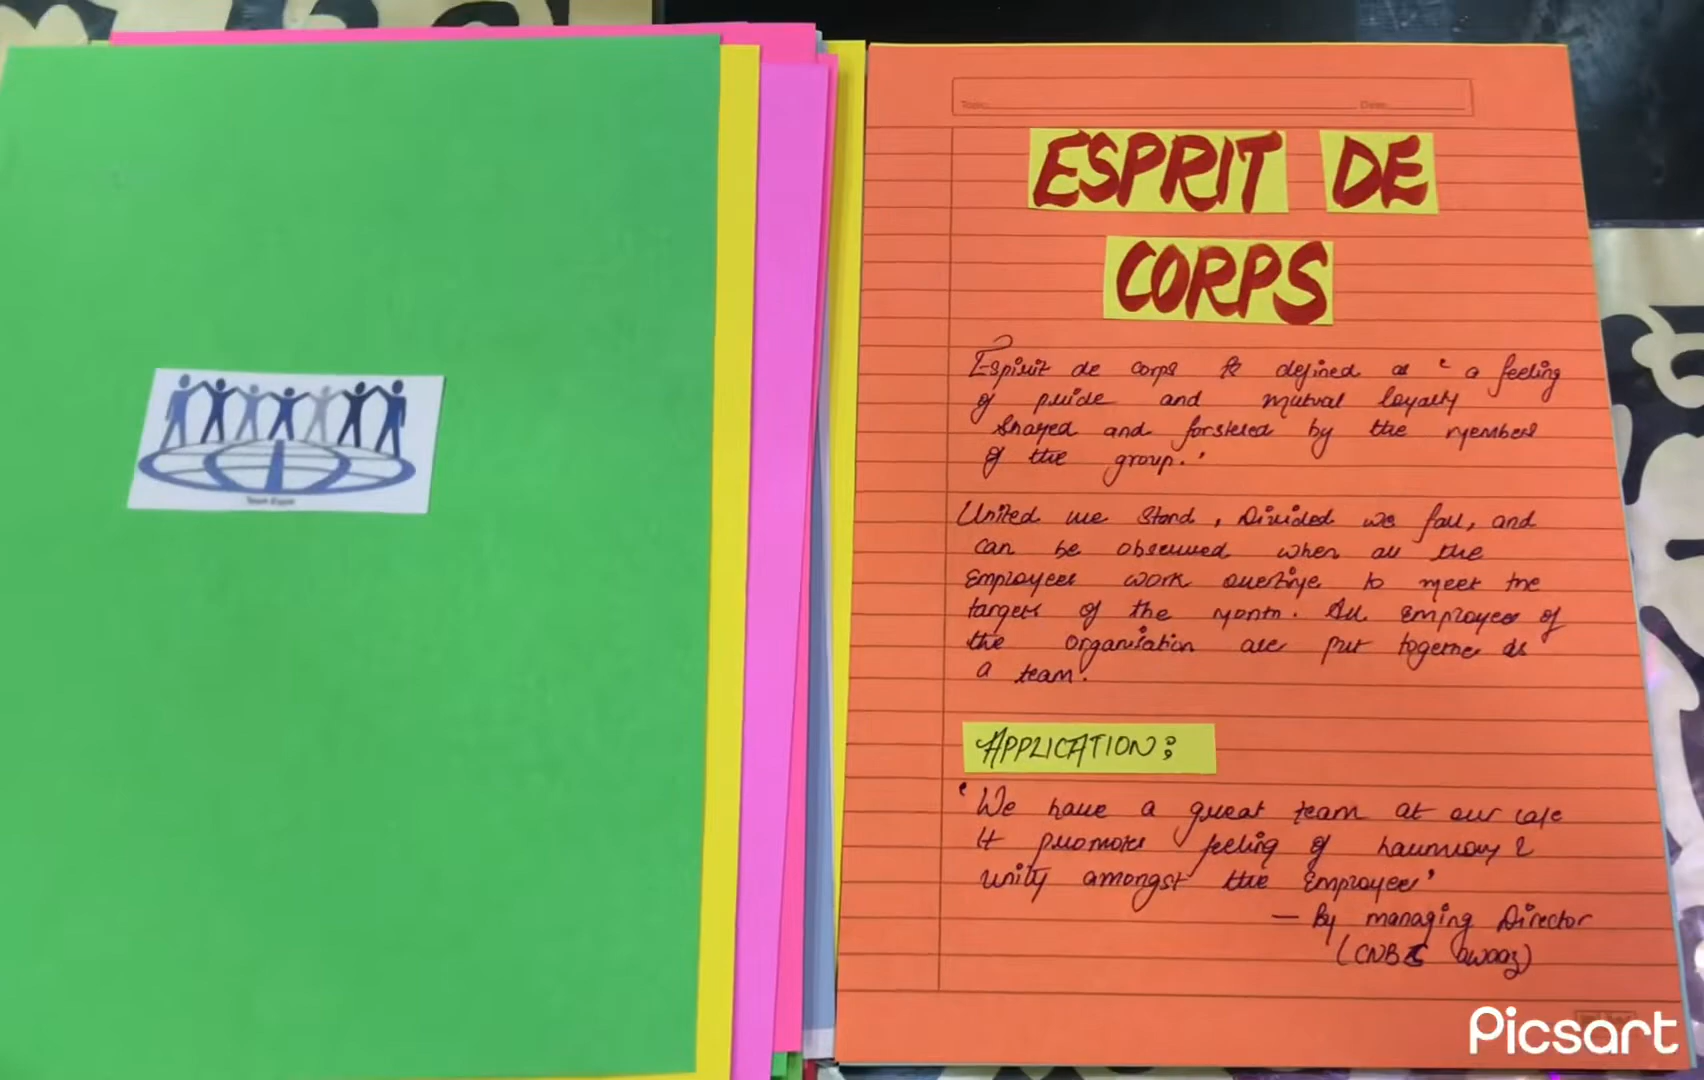 Team Esprit
Topic: Date:
ESPRIT DE
CORPS
Espirit de corps is defined as ' a feeling
of pride and mutual loyalty
shared and forstered by the members
of the group.'
United we stand, Divided we fall, and
can be observed when all the
Employees work overtime to meet the
targets of the month. All employees of
the organisation are put together as
a team.
APPLICATION:
'We have a great team at our cafe
It promotes feeling of harmony &
unity amongst the Employees'
— By managing Director
(CNBC awaaz)
Picsart